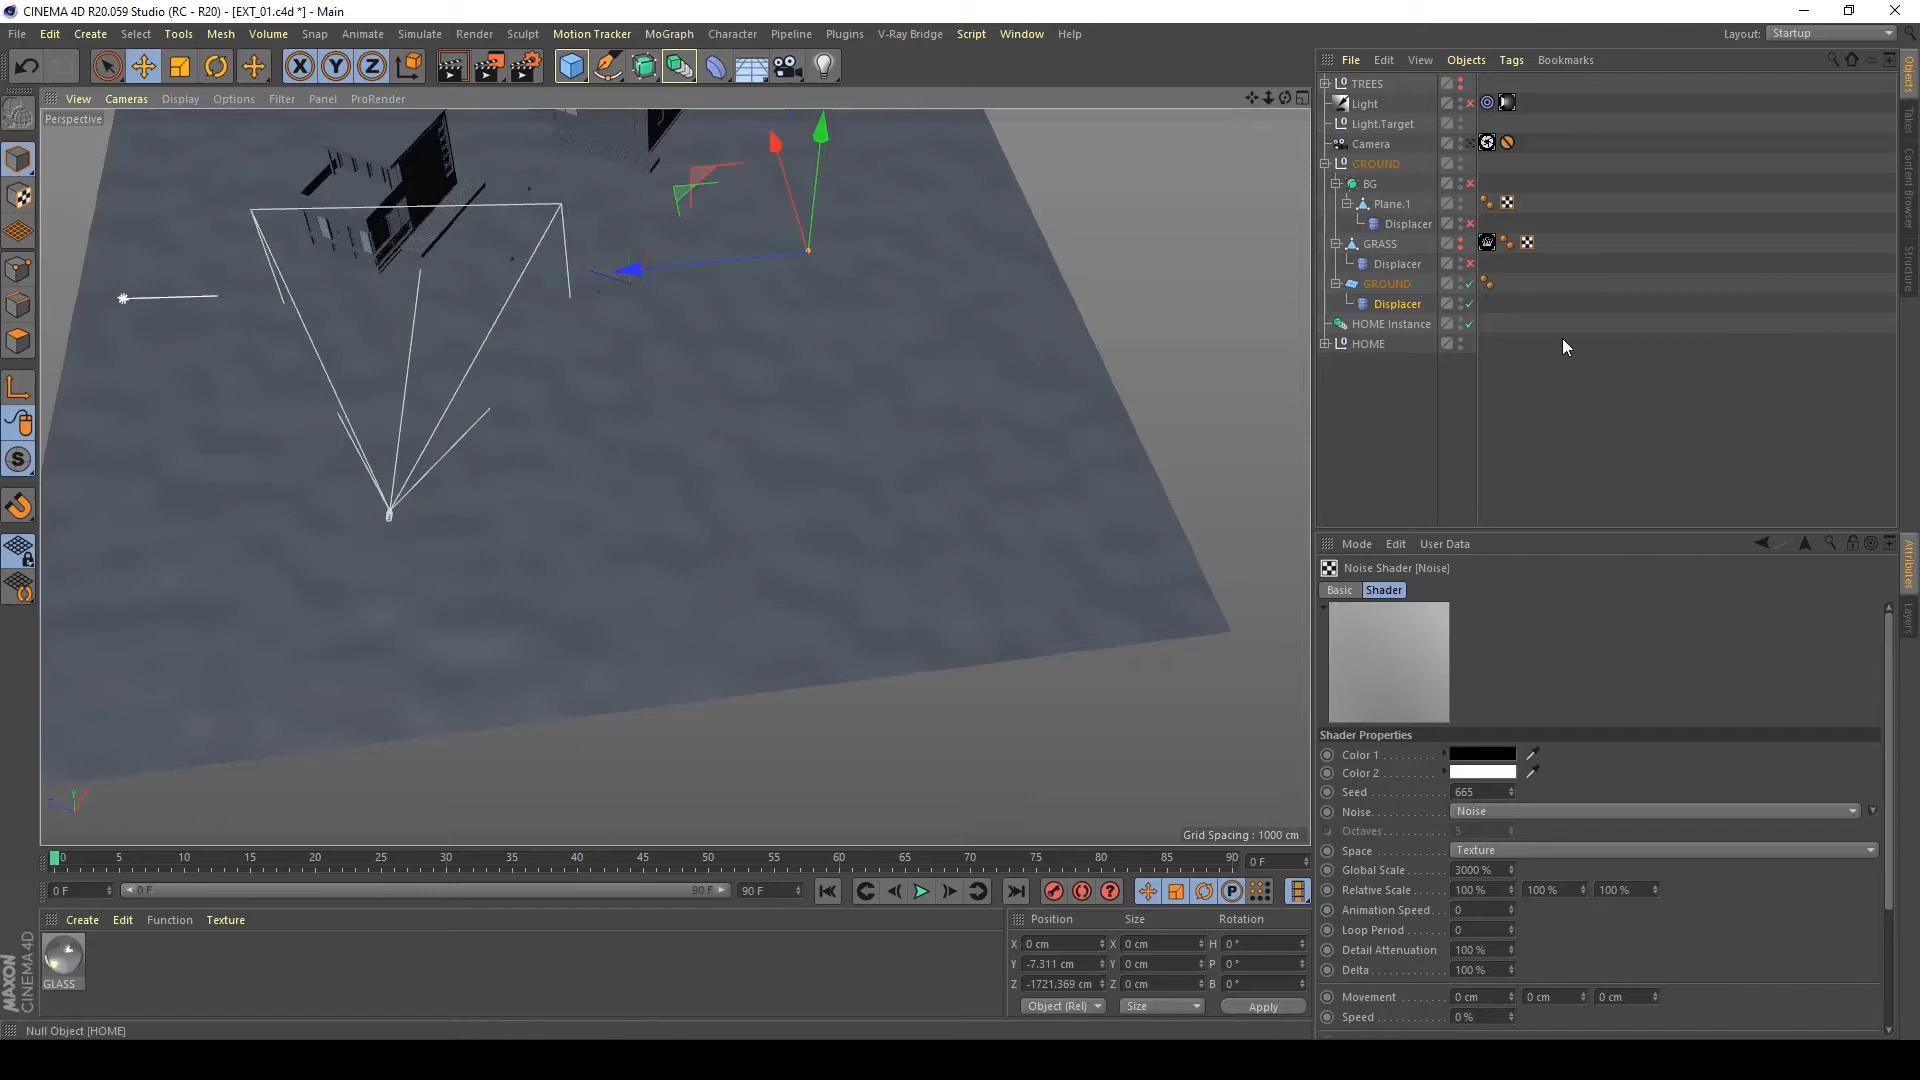 CINEMA 4D R20.059 Studio (RC - R20) - [EXT_01.c4d *] - Main
File Edit Create Select Tools Mesh Volume Snap Animate Simulate Render Sculpt Motion Tracker MoGraph Character Pipeline Plugins V-Ray Bridge Script Window Help
Layout: Startup
X Y Z
File Edit View Objects Tags Bookmarks
View Cameras Display Options Filter Panel ProRender
Perspective
TREES
Light
Light.Target
Camera
GROUND
BG
Plane.1
Displacer
GRASS
Displacer
GROUND
Displacer
HOME Instance
HOME
Objects
Takes
Content Browser
Structure
Mode Edit User Data
Noise Shader [Noise]
Basic Shader
Attributes
Layers
Shader Properties
Color 1
Color 2
Seed 665
Noise Noise
Octaves 5
Space Texture
Global Scale 3000 %
Relative Scale 100 % 100 % 100 %
Animation Speed 0
Loop Period 0
Detail Attenuation 100 %
Delta 100 %
Movement 0 cm 0 cm 0 cm
Speed 0 %
Y
Z
X
Grid Spacing : 1000 cm
0 5 10 15 20 25 30 35 40 45 50 55 60 65 70 75 80 85 90 0 F
0 F 0 F 90 F 90 F
Create Edit Function Texture
GLASS
Position Size Rotation
X 0 cm X 0 cm H 0 °
Y -7.311 cm Y 0 cm P 0 °
Z -1721.369 cm Z 0 cm B 0 °
Object (Rel) Size Apply
MAXON CINEMA 4D
Null Object [HOME]